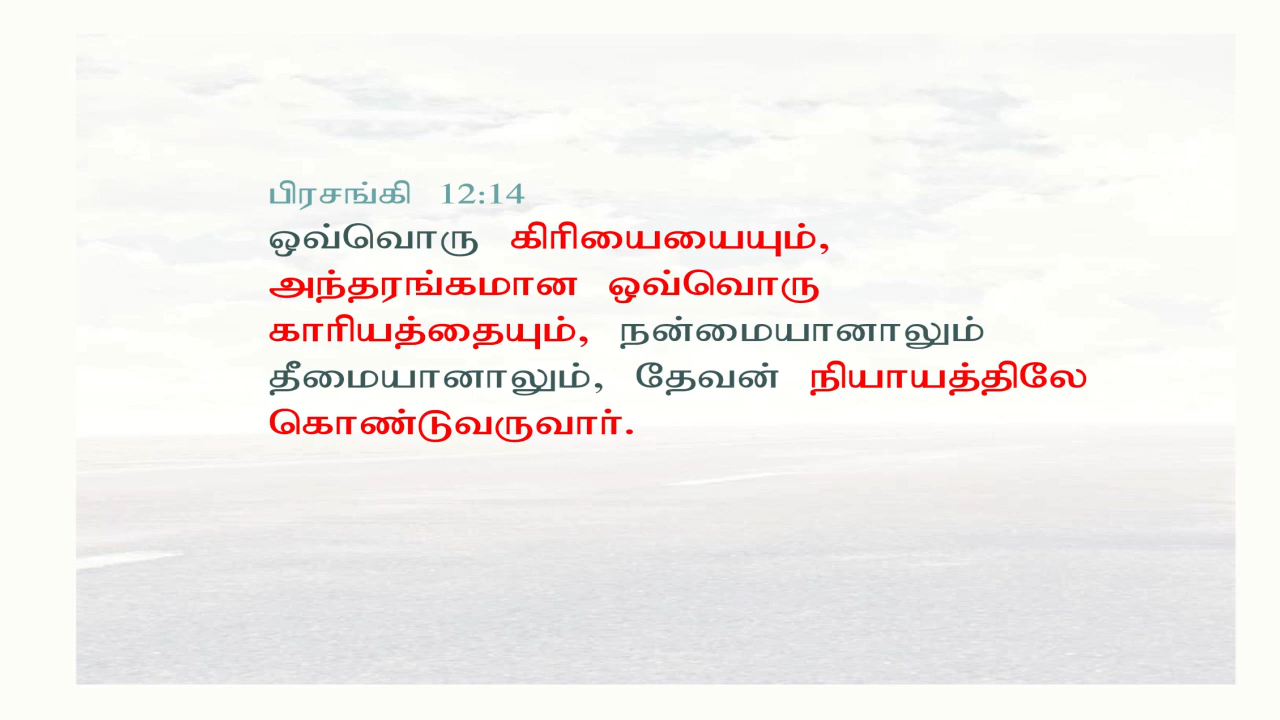 பிரசங்கி 12:14
ஒவ்வொரு கிரியையையும்,
அந்தரங்கமான ஒவ்வொரு
காரியத்தையும், நன்மையானாலும்
தீமையானாலும், தேவன் நியாயத்திலே
கொண்டுவருவார்.